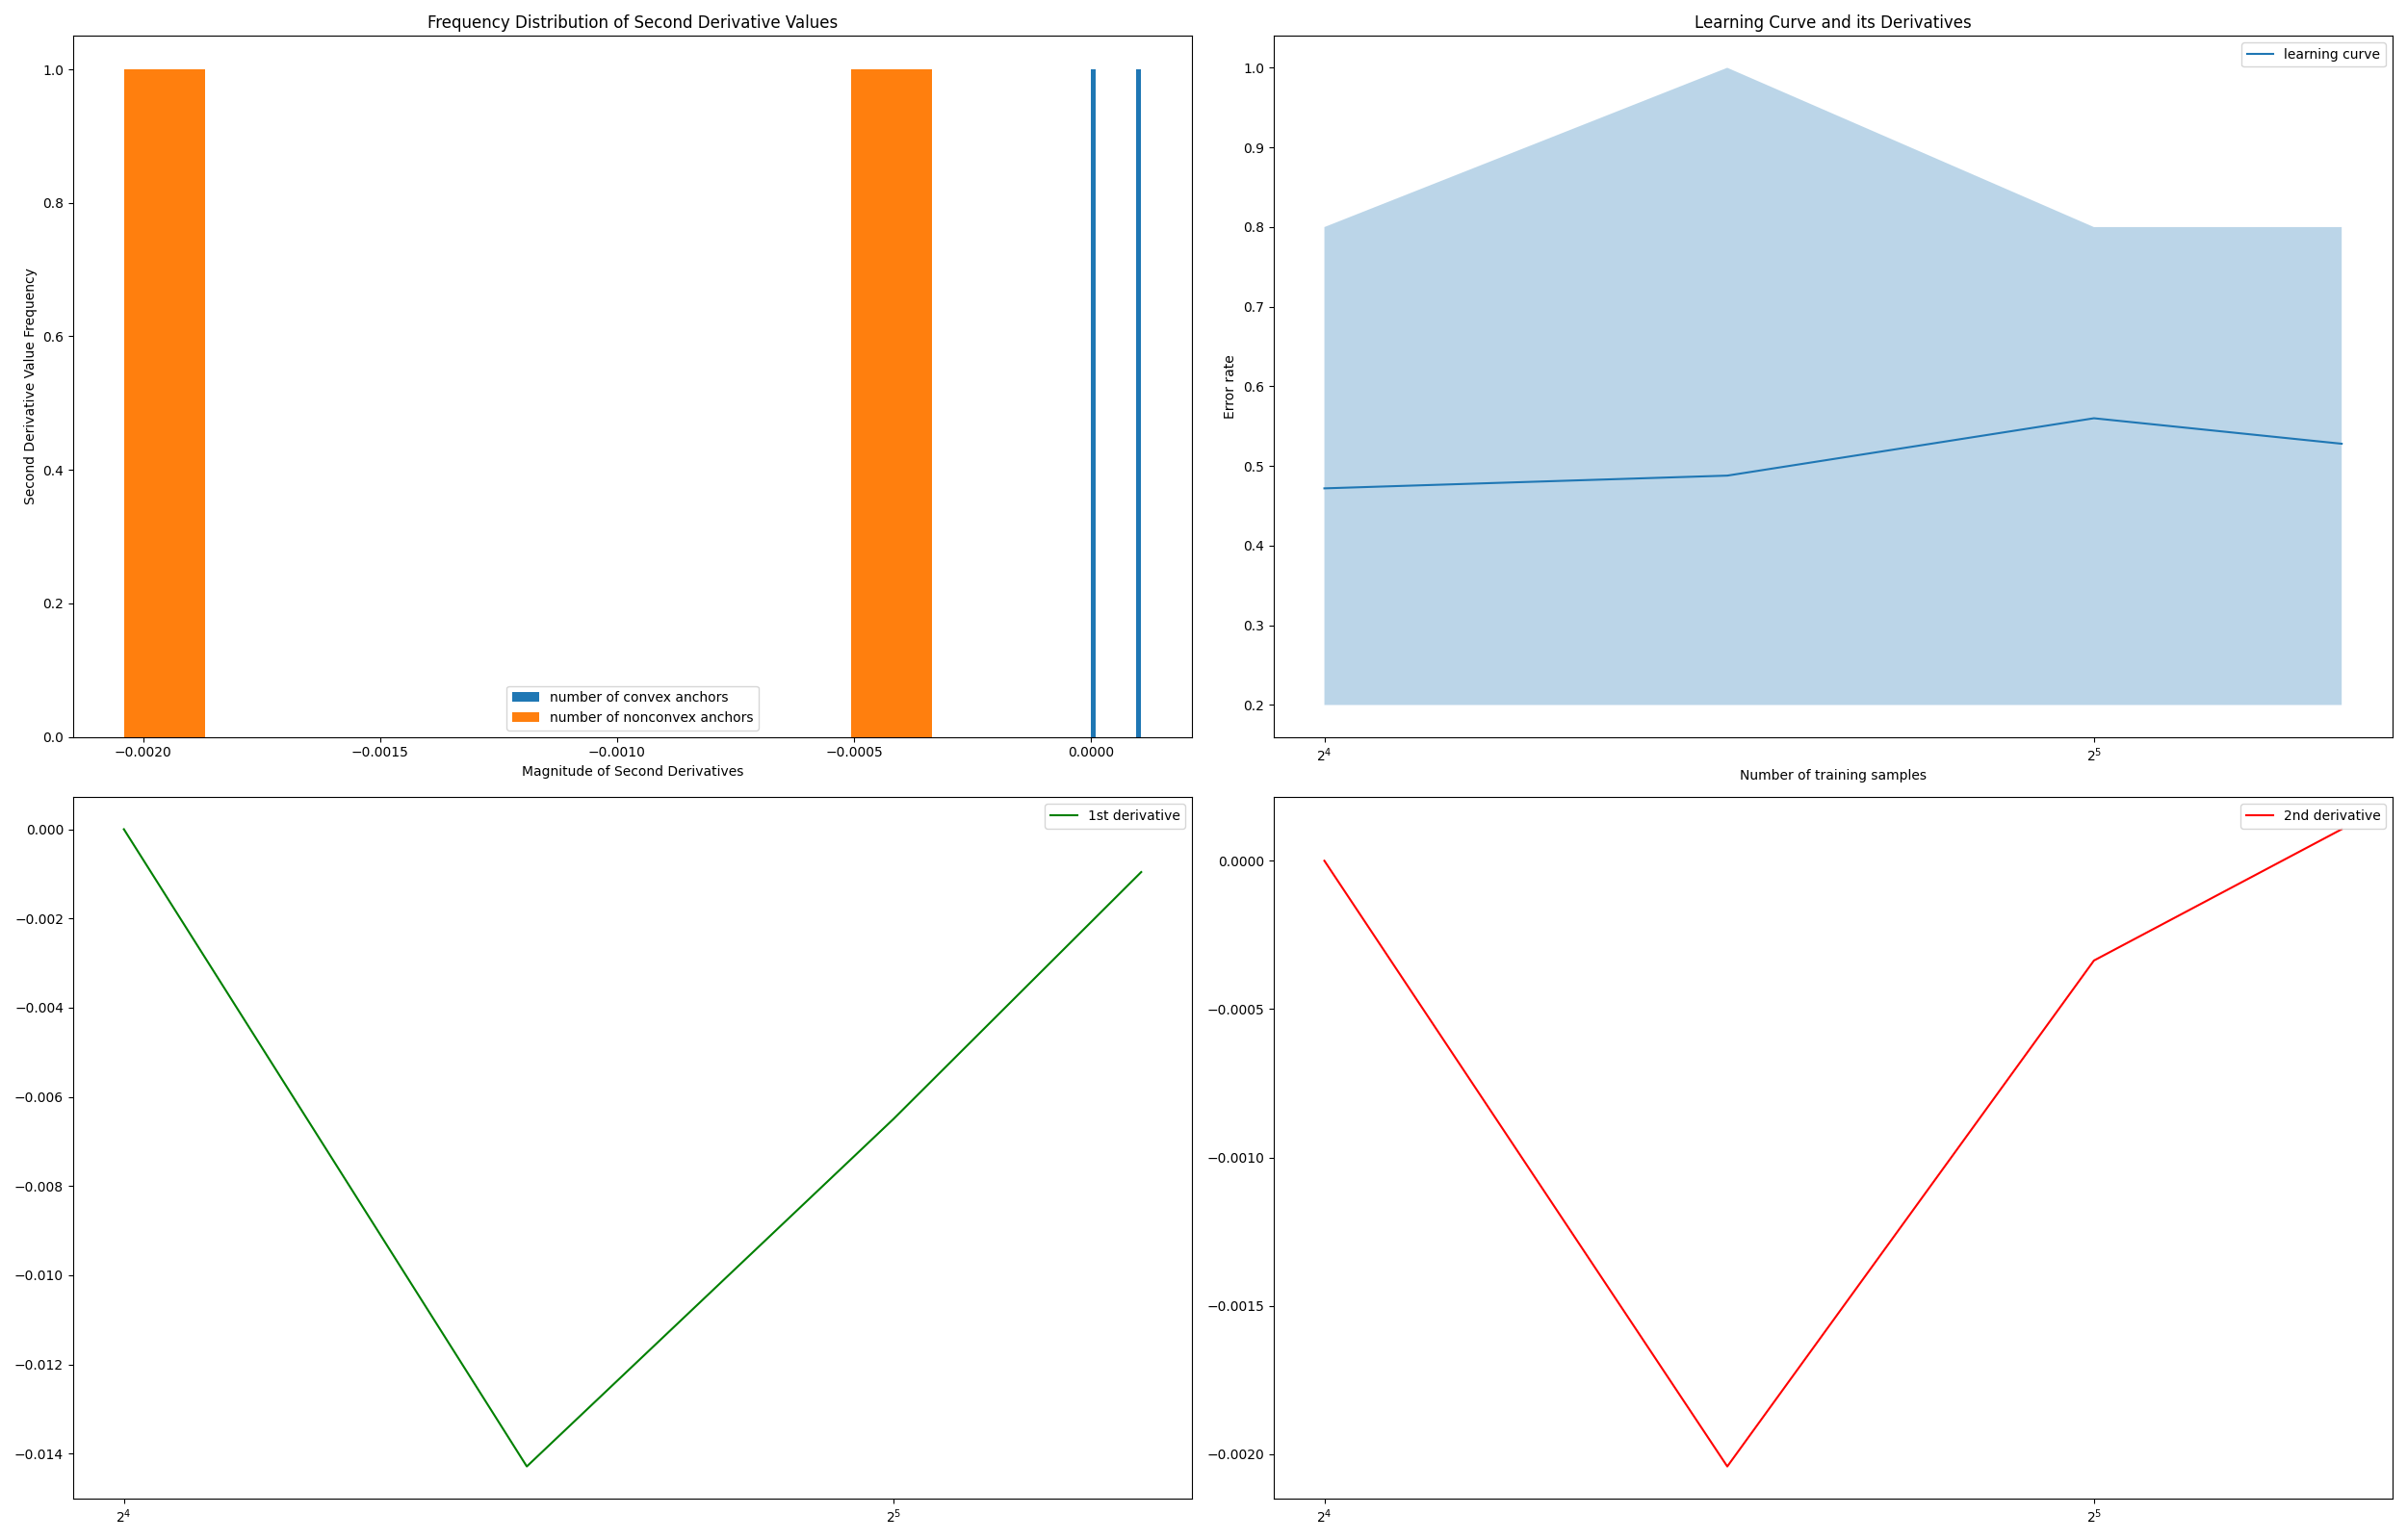 Frequency Distribution of Second Derivative Values
Second Derivative Value Frequency
1.0
0.8
0.6
0.4
0.2
0.0
number of convex anchors
number of nonconvex anchors
−0.0020 −0.0015 −0.0010 −0.0005 0.0000
Magnitude of Second Derivatives
Learning Curve and its Derivatives
learning curve
Error rate
1.0
0.9
0.8
0.7
0.6
0.5
0.4
0.3
0.2
2⁴ 2⁵
Number of training samples
1st derivative
0.000
−0.002
−0.004
−0.006
−0.008
−0.010
−0.012
−0.014
2⁴ 2⁵
2nd derivative
0.0000
−0.0005
−0.0010
−0.0015
−0.0020
2⁴ 2⁵